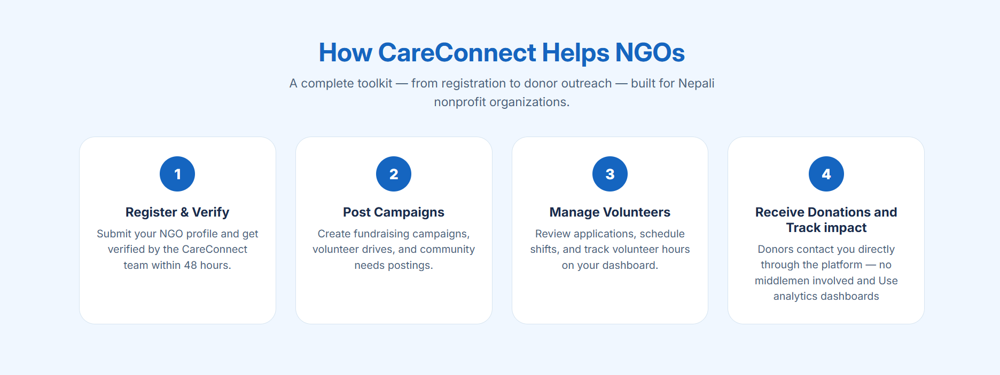 How CareConnect Helps NGOs
A complete toolkit — from registration to donor outreach — built for Nepali
nonprofit organizations.
1
Register & Verify
Submit your NGO profile and get
verified by the CareConnect
team within 48 hours.
2
Post Campaigns
Create fundraising campaigns,
volunteer drives, and community
needs postings.
3
Manage Volunteers
Review applications, schedule
shifts, and track volunteer hours
on your dashboard.
4
Receive Donations and
Track impact
Donors contact you directly
through the platform — no
middlemen involved and Use
analytics dashboards